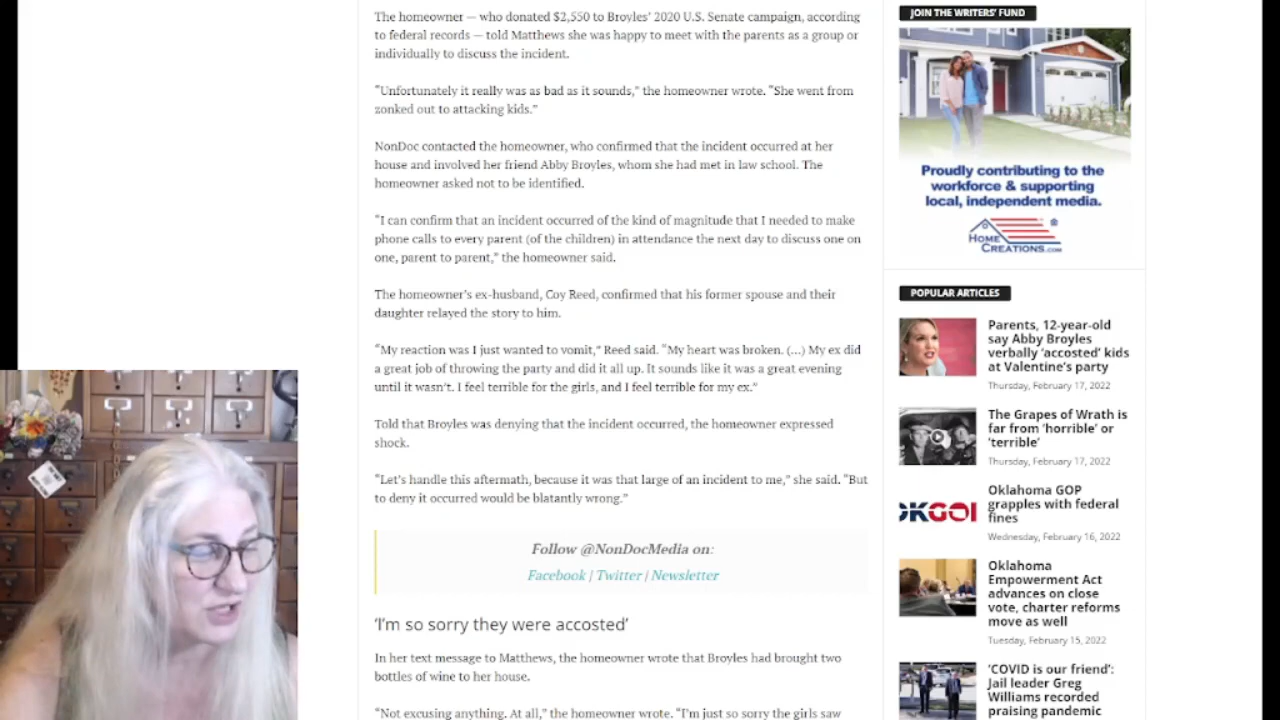 The homeowner — who donated $2,550 to Broyles' 2020 U.S. Senate campaign, according
to federal records — told Matthews she was happy to meet with the parents as a group or
individually to discuss the incident.
“Unfortunately it really was as bad as it sounds,” the homeowner wrote. “She went from
zonked out to attacking kids.”
NonDoc contacted the homeowner, who confirmed that the incident occurred at her
house and involved her friend Abby Broyles, whom she had met in law school. The
homeowner asked not to be identified.
“I can confirm that an incident occurred of the kind of magnitude that I needed to make
phone calls to every parent (of the children) in attendance the next day to discuss one on
one, parent to parent,” the homeowner said.
The homeowner's ex-husband, Coy Reed, confirmed that his former spouse and their
daughter relayed the story to him.
“My reaction was I just wanted to vomit,” Reed said. “My heart was broken. (…) My ex did
a great job of throwing the party and did it all up. It sounds like it was a great evening
until it wasn't. I feel terrible for the girls, and I feel terrible for my ex.”
Told that Broyles was denying that the incident occurred, the homeowner expressed
shock.
“Let's handle this aftermath, because it was that large of an incident to me,” she said. “But
to deny it occurred would be blatantly wrong.”
Follow @NonDocMedia on:
Facebook | Twitter | Newsletter
‘I'm so sorry they were accosted’
In her text message to Matthews, the homeowner wrote that Broyles had brought two
bottles of wine to her house.
“Not excusing anything. At all,” the homeowner wrote. “I'm just so sorry the girls saw
JOIN THE WRITERS' FUND
Proudly contributing to the
workforce & supporting
local, independent media.
HOME
CREATIONS.COM
POPULAR ARTICLES
Parents, 12-year-old
say Abby Broyles
verbally ‘accosted’ kids
at Valentine's party
Thursday, February 17, 2022
The Grapes of Wrath is
far from ‘horrible’ or
‘terrible’
Thursday, February 17, 2022
OKGOP
Oklahoma GOP
grapples with federal
fines
Wednesday, February 16, 2022
Oklahoma
Empowerment Act
advances on close
vote, charter reforms
move as well
Tuesday, February 15, 2022
‘COVID is our friend’:
Jail leader Greg
Williams recorded
praising pandemic